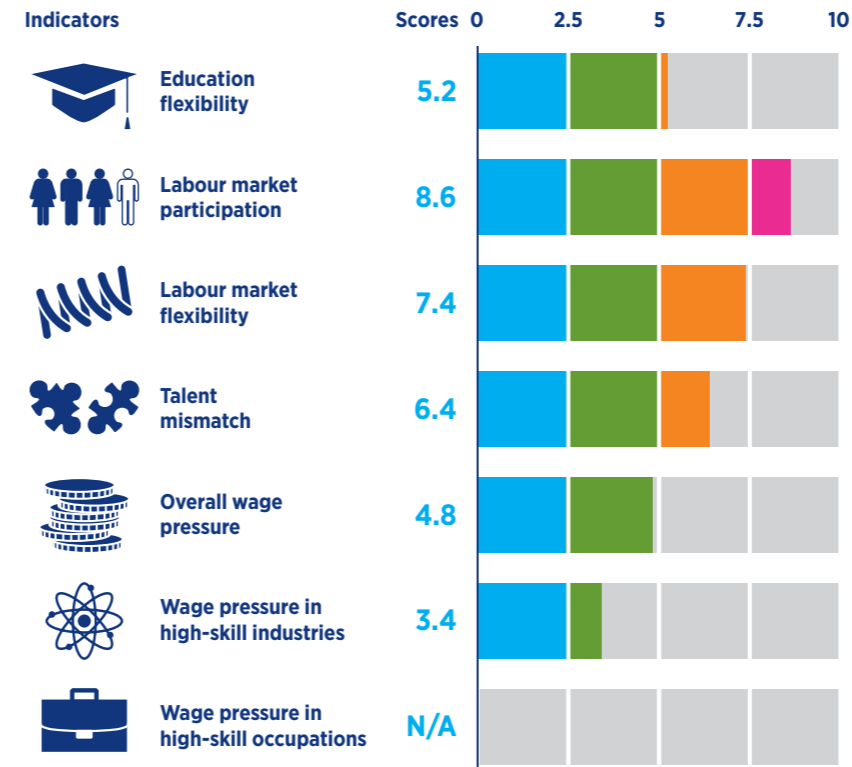 Indicators Scores 0 2.5 5 7.5 10
Education
flexibility
5.2
Labour market
participation
8.6
Labour market
flexibility
7.4
Talent
mismatch
6.4
Overall wage
pressure
4.8
Wage pressure in
high-skill industries
3.4
Wage pressure in
high-skill occupations
N/A